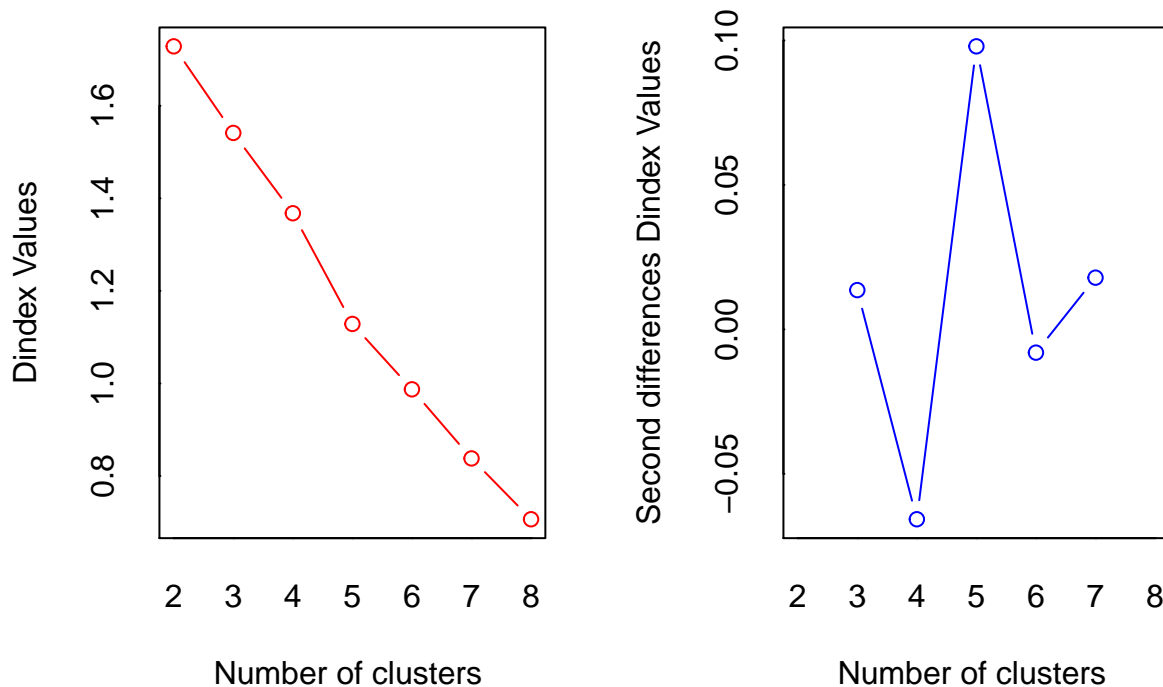 Dindex Values
1.6
1.4
1.2
1.0
0.8
2 3 4 5 6 7 8
Number of clusters
Second differences Dindex Values
0.10
0.05
0.00
−0.05
2 3 4 5 6 7 8
Number of clusters